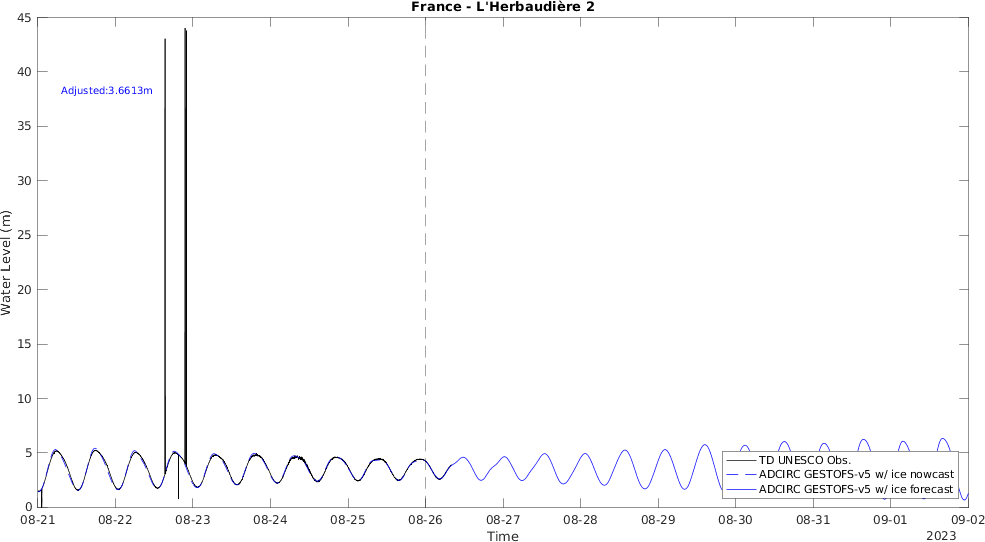 France - L'Herbaudière 2
45
40
35
30
25
20
15
10
5
0
Water Level (m)
Adjusted:3.6613m
TD UNESCO Obs.
ADCIRC GESTOFS-v5 w/ ice nowcast
ADCIRC GESTOFS-v5 w/ ice forecast
08-21 08-22 08-23 08-24 08-25 08-26 08-27 08-28 08-29 08-30 08-31 09-01 09-02
Time
2023